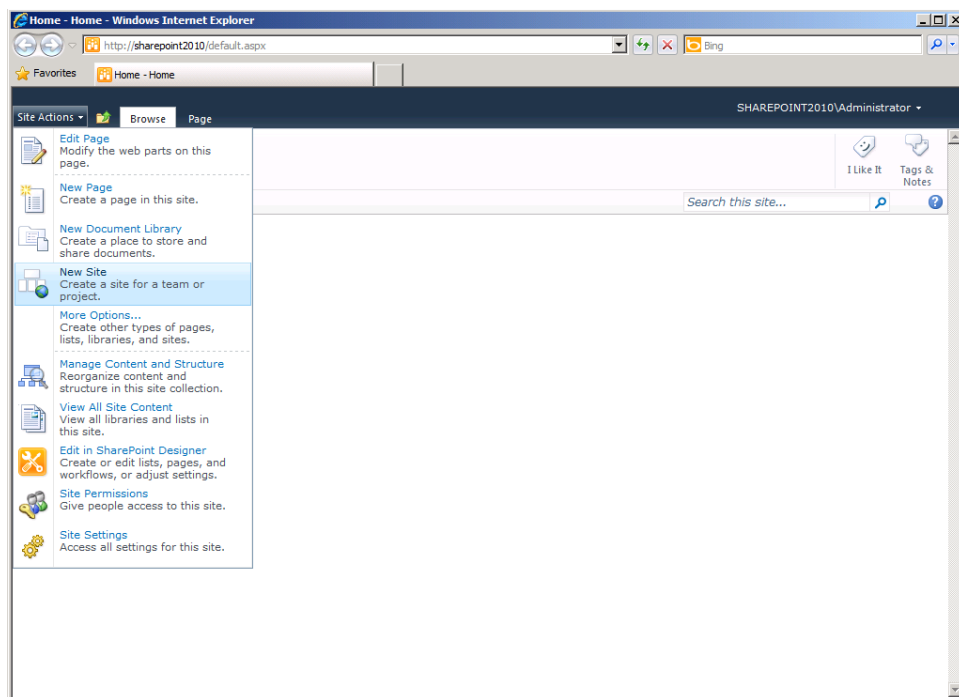 Home - Home - Windows Internet Explorer
http://sharepoint2010/default.aspx
Bing
Favorites
Home - Home
SHAREPOINT2010\Administrator
Site Actions
Browse
Page
Edit Page
Modify the web parts on this
page.
I Like It
Tags &
Notes
New Page
Create a page in this site.
Search this site...
New Document Library
Create a place to store and
share documents.
New Site
Create a site for a team or
project.
More Options...
Create other types of pages,
lists, libraries, and sites.
Manage Content and Structure
Reorganize content and
structure in this site collection.
View All Site Content
View all libraries and lists in
this site.
Edit in SharePoint Designer
Create or edit lists, pages, and
workflows, or adjust settings.
Site Permissions
Give people access to this site.
Site Settings
Access all settings for this site.